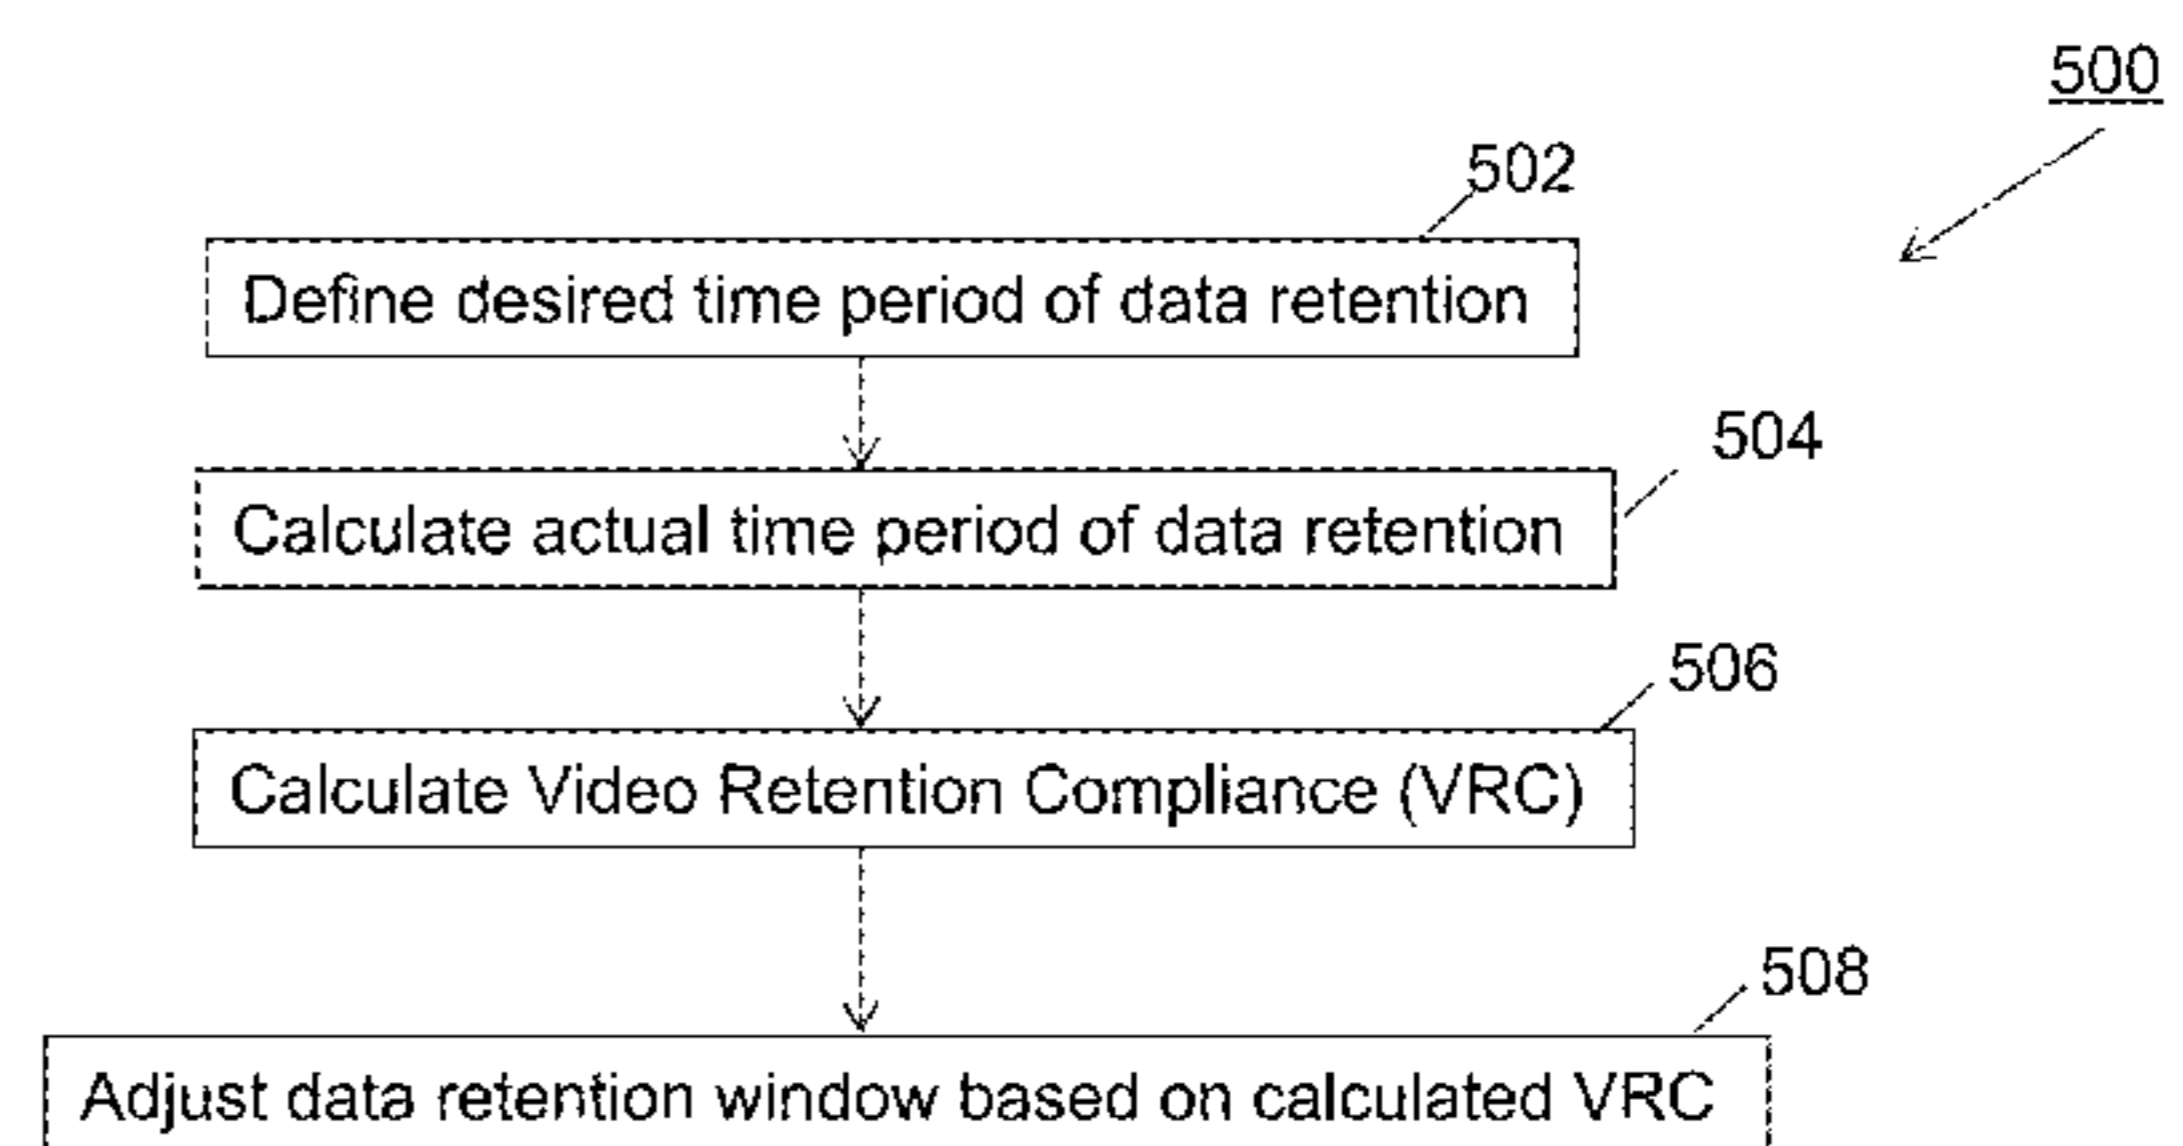 500
502
Define desired time period of data retention
504
Calculate actual time period of data retention
506
Calculate Video Retention Compliance (VRC)
508
Adjust data retention window based on calculated VRC